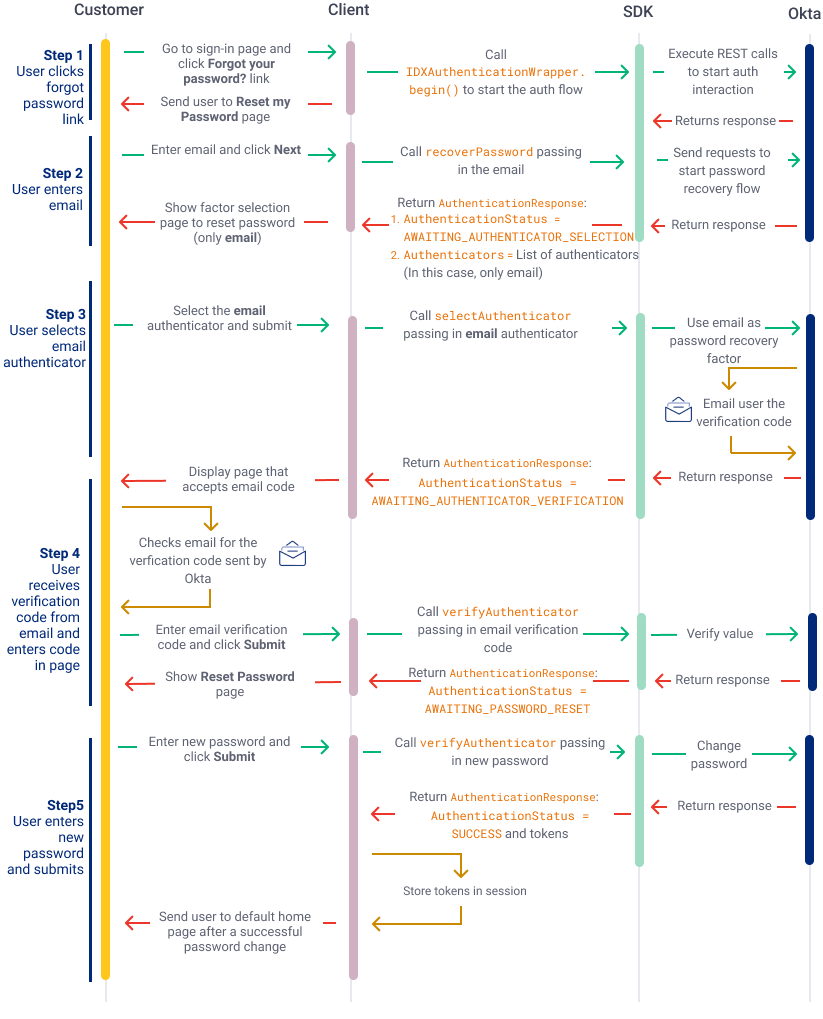 Customer
Client
SDK
Okta
Step 1
User clicks
forgot
password
link
Go to sign-in page and
click Forgot your
password? link
Call
IDXAuthenticationWrapper.
begin() to start the auth flow
Execute REST calls
to start auth
interaction
Send user to Reset my
Password page
Returns response
Step 2
User enters
email
Enter email and click Next
Call recoverPassword passing
in the email
Send requests to
start password
recovery flow
Show factor selection
page to reset password
(only email)
Return AuthenticationResponse:
1. AuthenticationStatus =
AWAITING_AUTHENTICATOR_SELECTION
2. Authenticators = List of authenticators
(In this case, only email)
Return response
Step 3
User selects
email
authenticator
Select the email
authenticator and submit
Call selectAuthenticator
passing in email authenticator
Use email as
password recovery
factor
Email user the
verification code
Display page that
accepts email code
Return AuthenticationResponse:
AuthenticationStatus =
AWAITING_AUTHENTICATOR_VERIFICATION
Return response
Step 4
User
receives
verification
code from
email and
enters code
in page
Checks email for the
verfication code sent by
Okta
Enter email verification
code and click Submit
Call verifyAuthenticator
passing in email verification
code
Verify value
Show Reset Password
page
Return AuthenticationResponse:
AuthenticationStatus =
AWAITING_PASSWORD_RESET
Return response
Step5
User enters
new
password
and submits
Enter new password and
click Submit
Call verifyAuthenticator passing
in new password
Change
password
Return AuthenticationResponse:
AuthenticationStatus =
SUCCESS and tokens
Return response
Store tokens in session
Send user to default home
page after a successful
password change